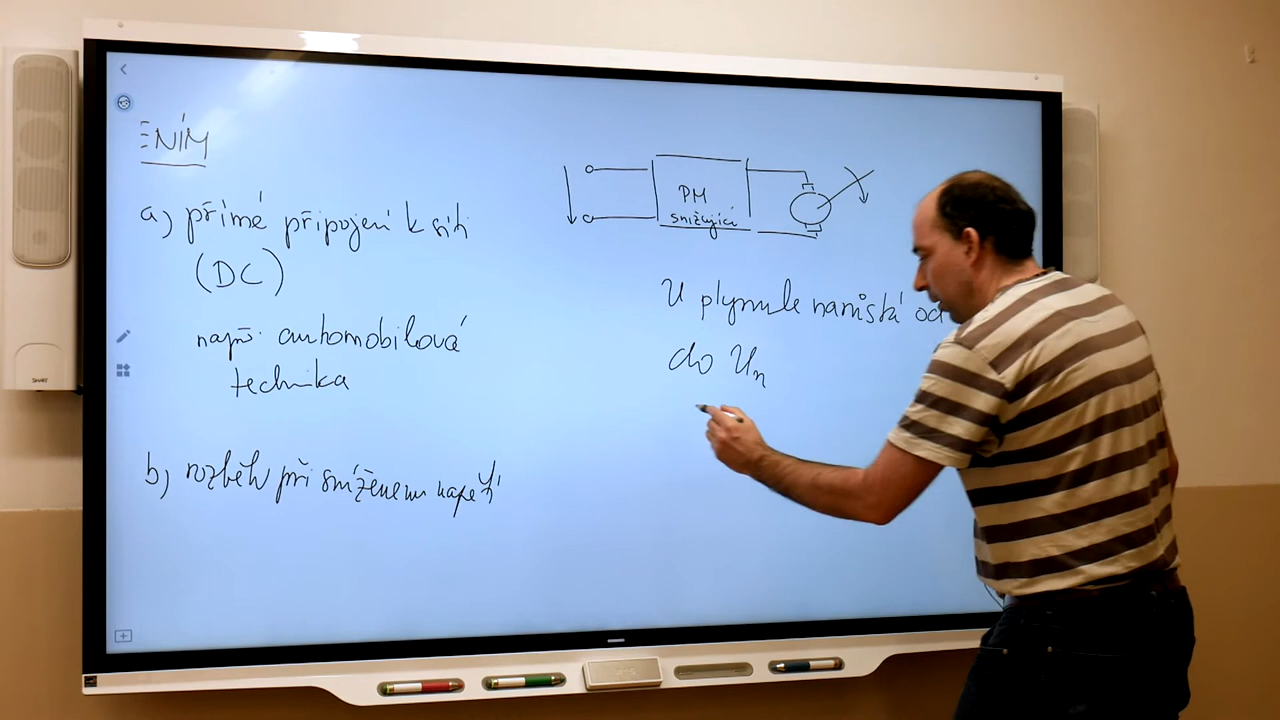 ENÍM
a) přímé připojení k síti
(DC)
např. automobilová
technika
b) rozběh při sníženém napětí
PM
snižující
U plynule narůstá od
do Un
SMART